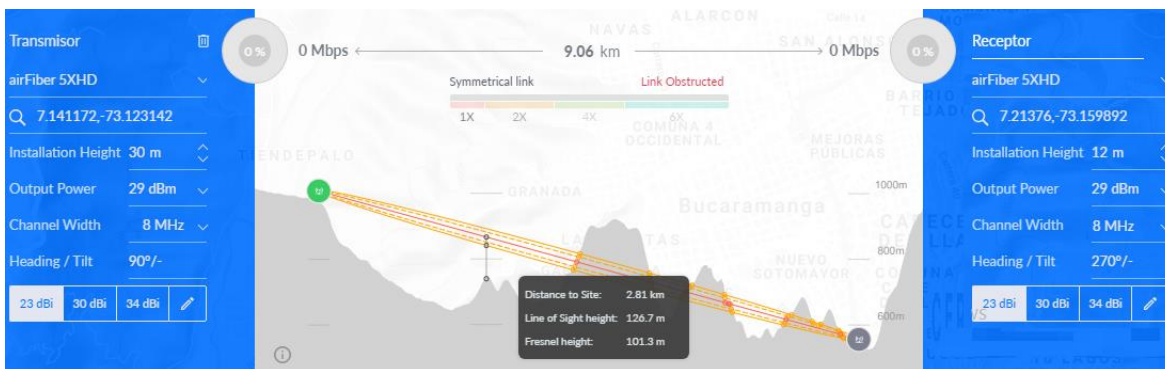 Transmisor
airFiber 5XHD
7.141172,-73.123142
Installation Height 30 m
Output Power 29 dBm
Channel Width 8 MHz
Heading / Tilt 90°/-
23 dBi 30 dBi 34 dBi
0% 0 Mbps 9.06 km 0 Mbps 0%
Symmetrical link Link Obstructed
1X 2X 4X 6X
ALARCON
NAVAS
SAN ALONS
BARRIO
TEJAD
COMUNA 4
OCCIDENTAL
MEJORAS
PUBLICAS
TIENDEPALO
GRANADA
Bucaramanga
NUEVO
SOTOMAYOR
1000m
800m
600m
Distance to Site: 2.81 km
Line of Sight height: 126.7 m
Fresnel height: 101.3 m
Receptor
airFiber 5XHD
7.21376,-73.159892
Installation Height 12 m
Output Power 29 dBm
Channel Width 8 MHz
Heading / Tilt 270°/-
23 dBi 30 dBi 34 dBi